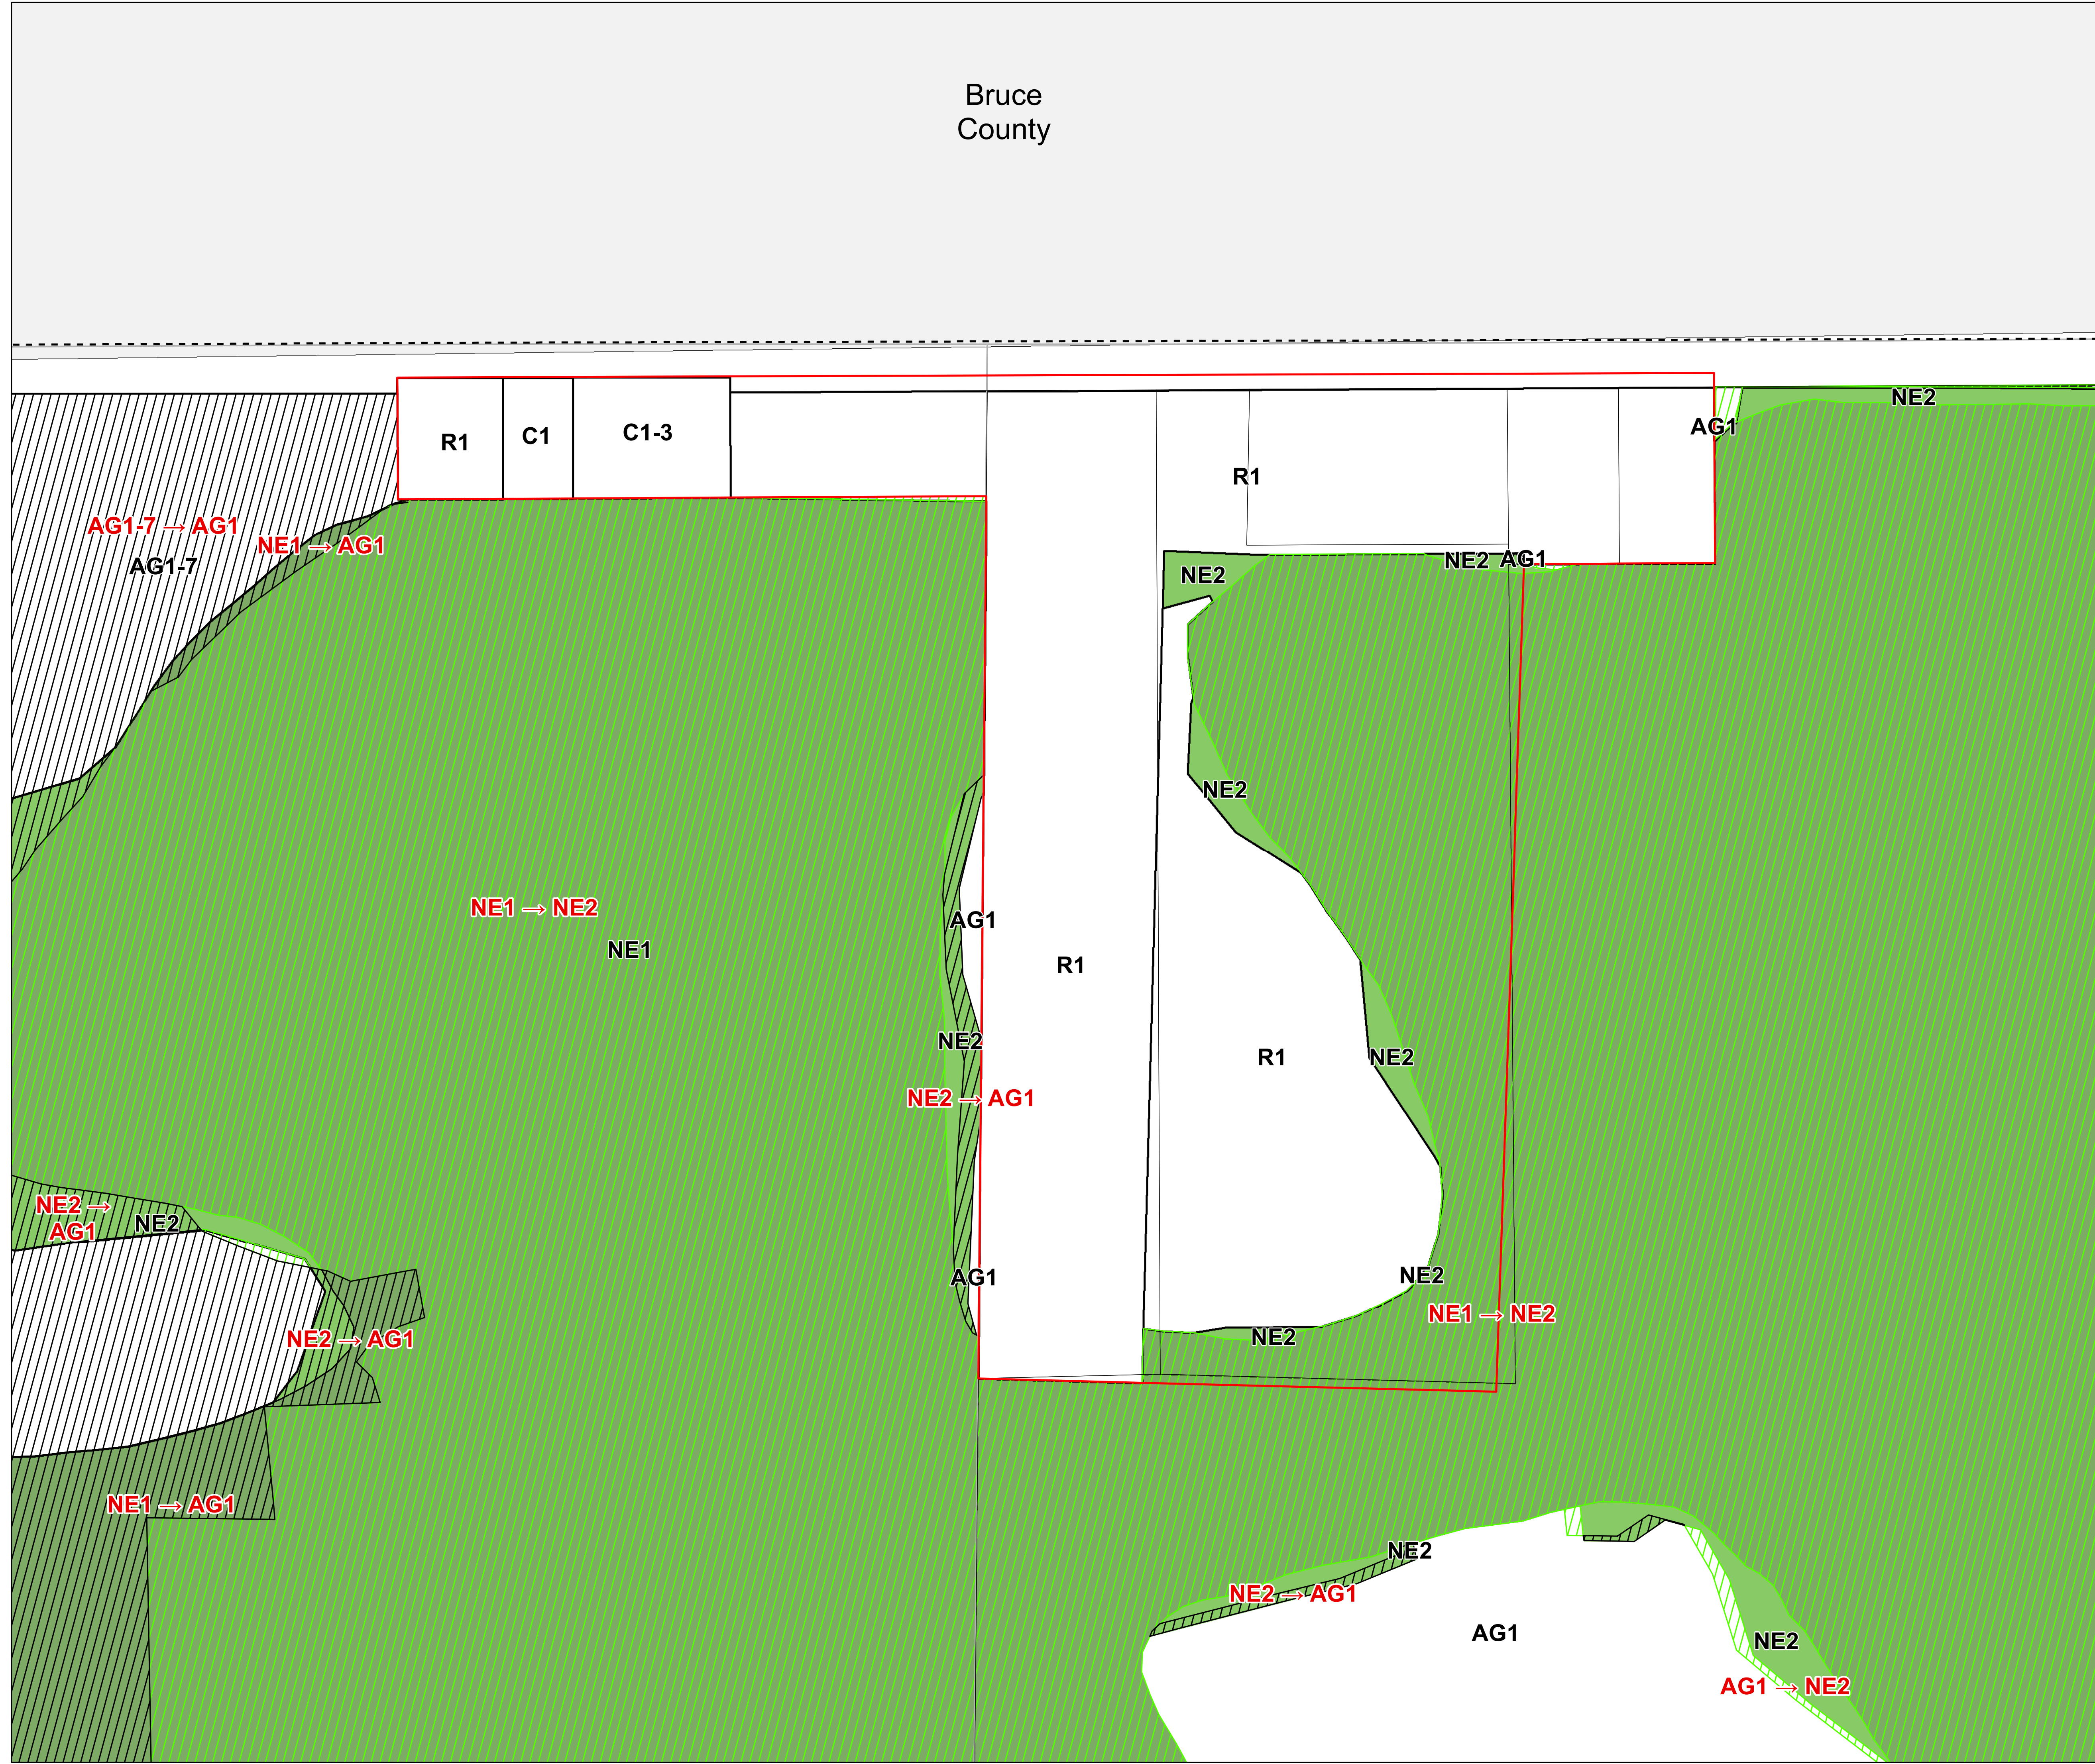 Bruce
County
NE2
AG1
C1-3
C1
R1
R1
AG1-7 → AG1
NE1 → AG1
AG1-7
NE2
AG1
NE2
NE2
NE1 → NE2
AG1
NE1
R1
NE2
R1
NE2
NE2 → AG1
NE2 →
AG1
NE2
AG1
NE2
NE1 → NE2
NE2
NE2 → AG1
NE1 → AG1
NE2
NE2 → AG1
AG1
NE2
AG1 → NE2